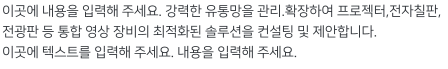 이곳에 내용을 입력해 주세요. 강력한 유통망을 관리.확장하여 프로젝터,전자칠판,
전광판 등 통합 영상 장비의 최적화된 솔루션을 컨설팅 및 제안합니다.
이곳에 텍스트를 입력해 주세요. 내용을 입력해 주세요.